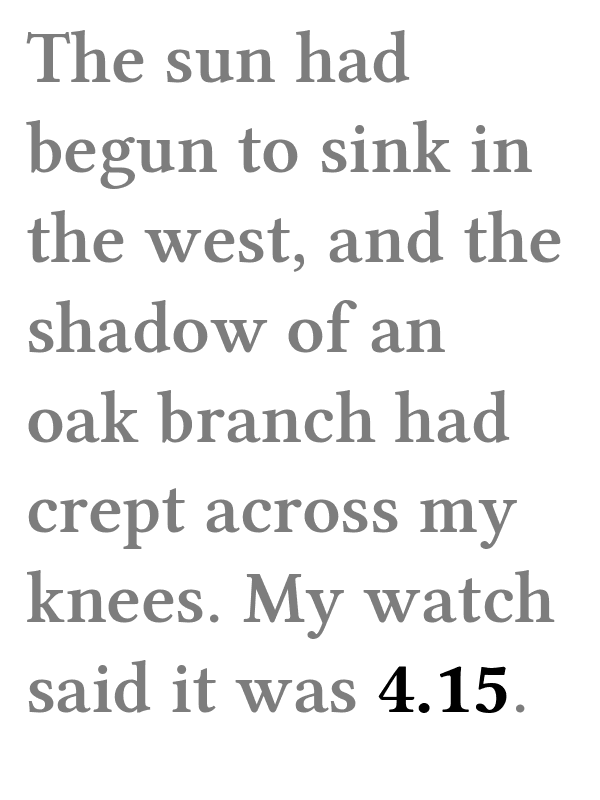 The sun had
begun to sink in
the west, and the
shadow of an
oak branch had
crept across my
knees. My watch
said it was 4.15.